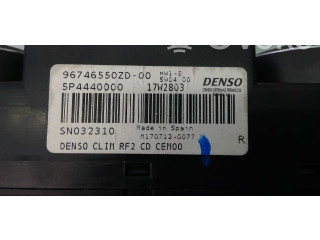 96746550ZD-00 HW1-S
SW04.00
DENSO
5P4440000 17W2803
SN032310 Made in Spain
M170712-0077
R
DENSO CLIM RF2 CD CEM00